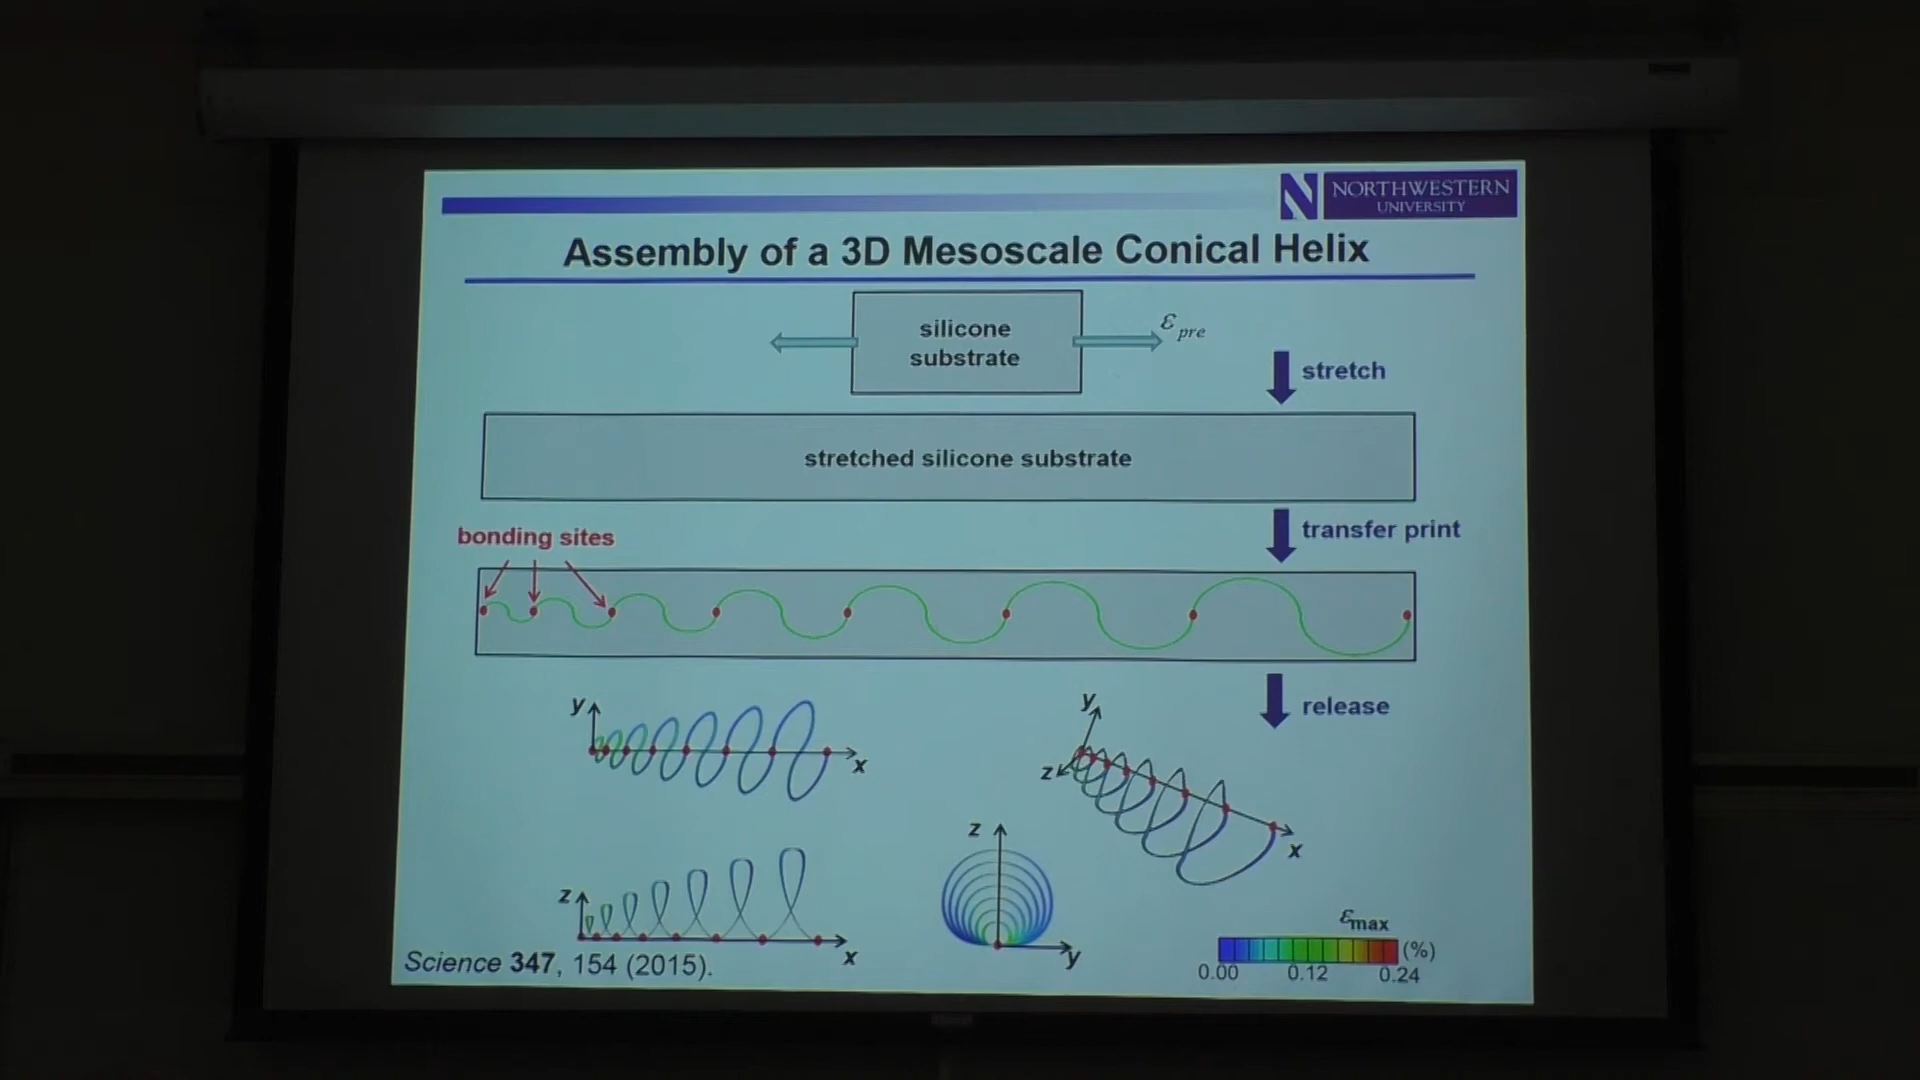 N NORTHWESTERN
UNIVERSITY
Assembly of a 3D Mesoscale Conical Helix
silicone
substrate
εpre
stretch
stretched silicone substrate
transfer print
bonding sites
release
y
x
y
z
x
z
x
z
y
εmax
(%)
0.00 0.12 0.24
Science 347, 154 (2015).